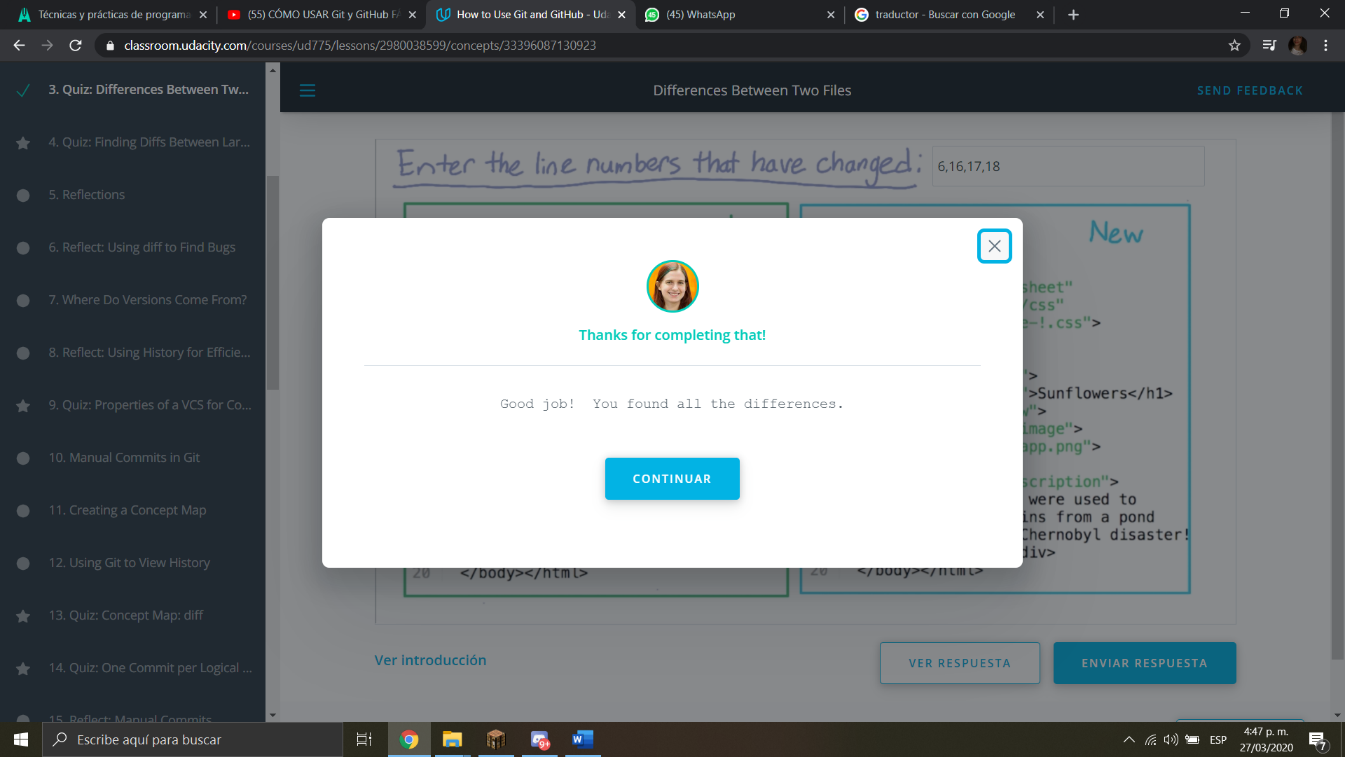 Técnicas y prácticas de programa
(55) CÓMO USAR Git y GitHub FÁ
How to Use Git and GitHub - Uda
(45) WhatsApp
traductor - Buscar con Google
classroom.udacity.com/courses/ud775/lessons/2980038599/concepts/33396087130923
3. Quiz: Differences Between Tw...
4. Quiz: Finding Diffs Between Lar...
5. Reflections
6. Reflect: Using diff to Find Bugs
7. Where Do Versions Come From?
8. Reflect: Using History for Efficie...
9. Quiz: Properties of a VCS for Co...
10. Manual Commits in Git
11. Creating a Concept Map
12. Using Git to View History
13. Quiz: Concept Map: diff
14. Quiz: One Commit per Logical ...
15. Reflect: Manual Commits
Differences Between Two Files
SEND FEEDBACK
Enter the line numbers that have changed:
6,16,17,18
New
sheet"
/css"
e-!.css">
">
">Sunflowers</h1>
w">
image">
app.png">
scription">
were used to
ins from a pond
Chernobyl disaster!
div>
20 </body></html>
20 </body></html>
Thanks for completing that!
Good job! You found all the differences.
CONTINUAR
Ver introducción
VER RESPUESTA
ENVIAR RESPUESTA
Escribe aquí para buscar
9+
ESP
4:47 p. m.
27/03/2020
7